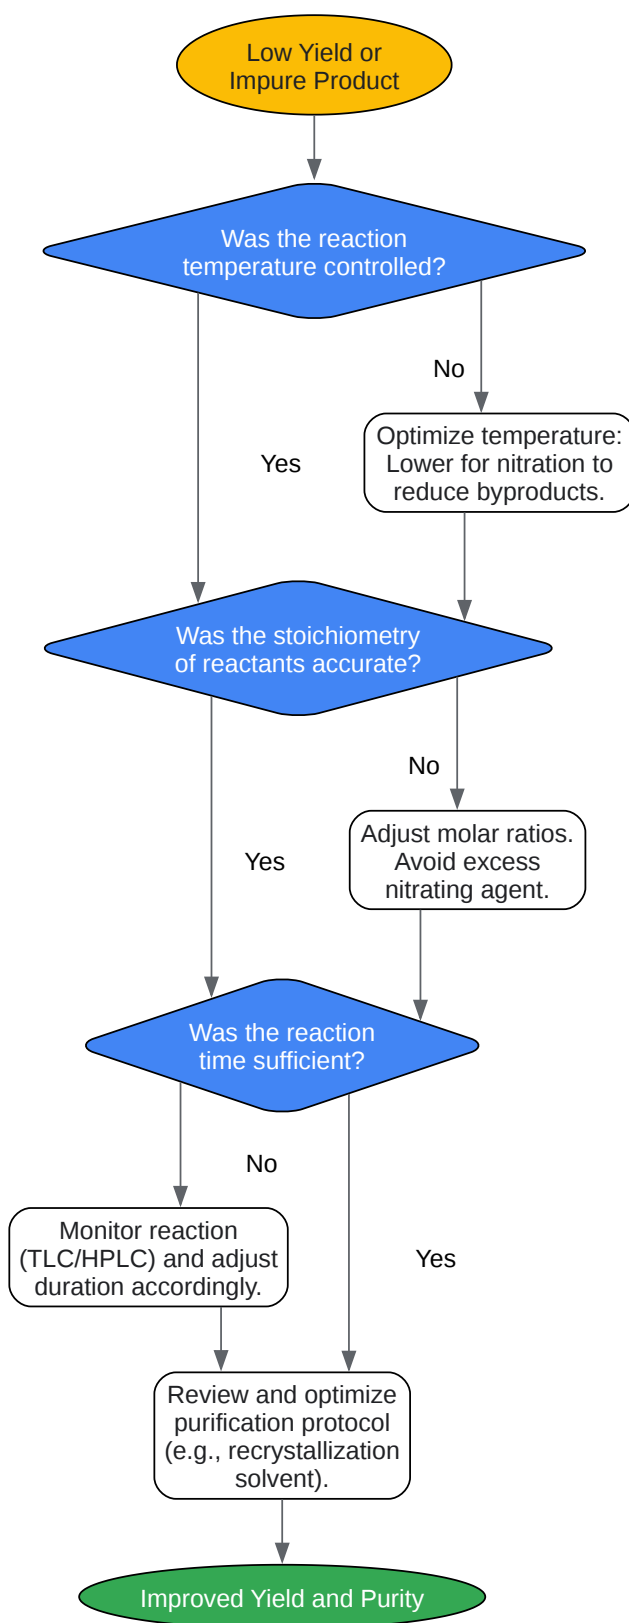 Low Yield or
Impure Product
Was the reaction
temperature controlled?
No
Yes
Optimize temperature:
Lower for nitration to
reduce byproducts.
Was the stoichiometry
of reactants accurate?
No
Yes
Adjust molar ratios.
Avoid excess
nitrating agent.
Was the reaction
time sufficient?
No
Yes
Monitor reaction
(TLC/HPLC) and adjust
duration accordingly.
Review and optimize
purification protocol
(e.g., recrystallization
solvent).
Improved Yield and Purity